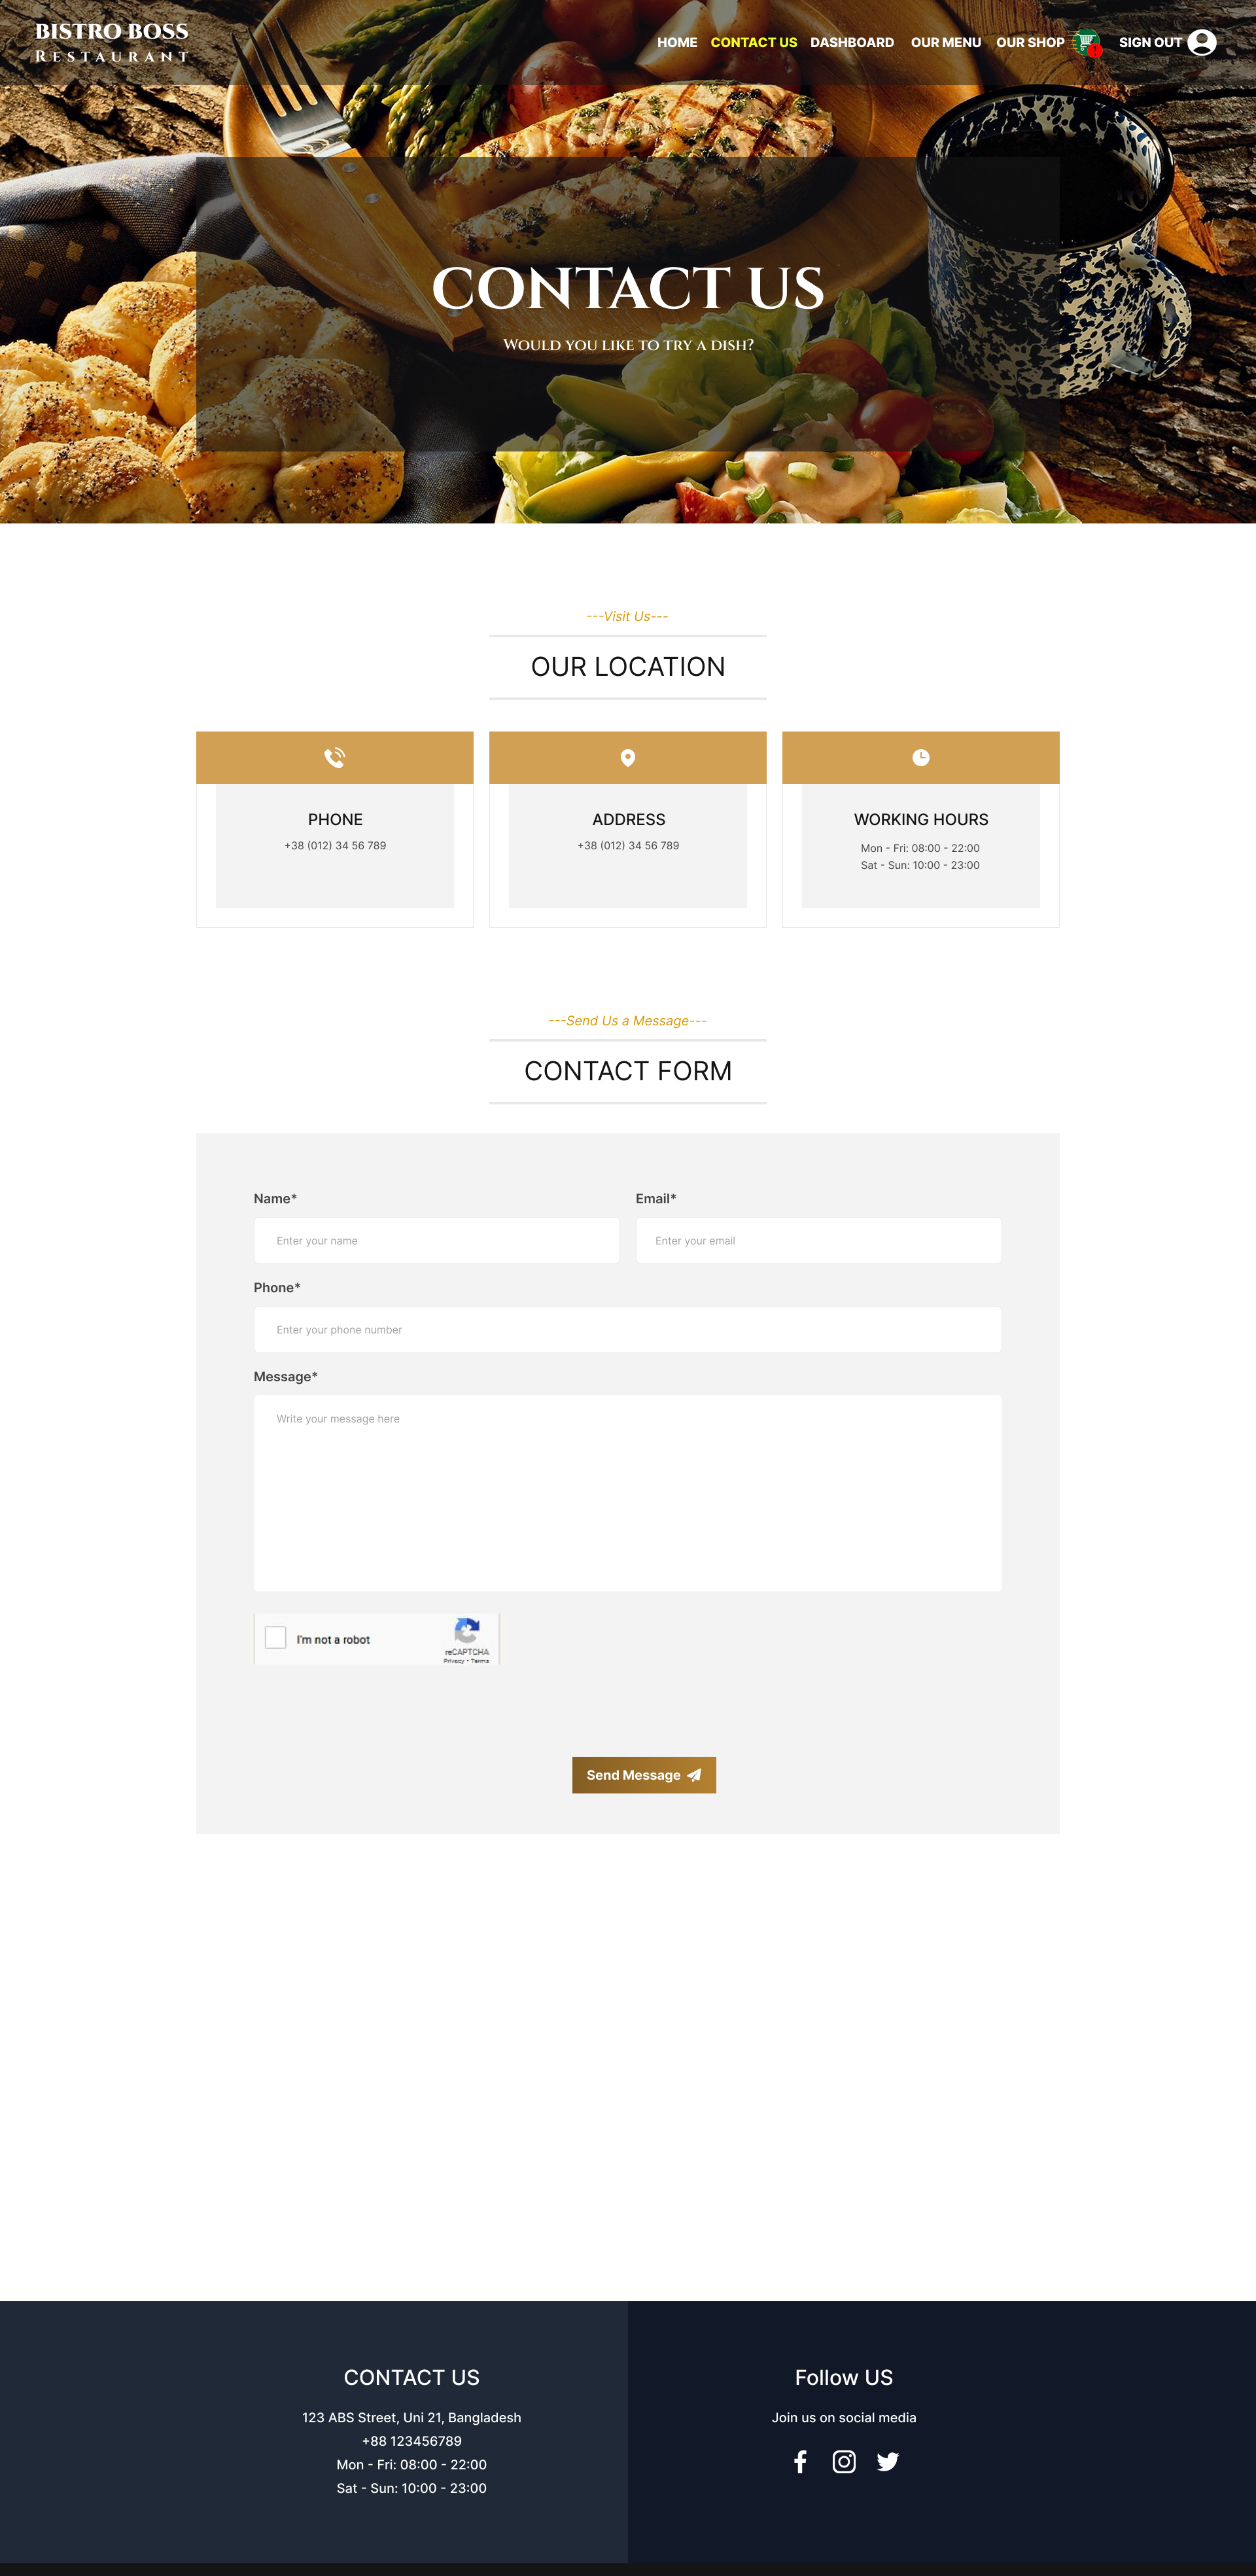 BISTRO BOSS
RESTAURANT
HOME CONTACT US DASHBOARD OUR MENU OUR SHOP 1 SIGN OUT
CONTACT US
WOULD YOU LIKE TO TRY A DISH?
---Visit Us---
OUR LOCATION
PHONE
+38 (012) 34 56 789
ADDRESS
+38 (012) 34 56 789
WORKING HOURS
Mon - Fri: 08:00 - 22:00
Sat - Sun: 10:00 - 23:00
---Send Us a Message---
CONTACT FORM
Name* Email*
Enter your name Enter your email
Phone*
Enter your phone number
Message*
Write your message here
I'm not a robot
reCAPTCHA
Privacy - Terms
Send Message
CONTACT US
123 ABS Street, Uni 21, Bangladesh
+88 123456789
Mon - Fri: 08:00 - 22:00
Sat - Sun: 10:00 - 23:00
Follow US
Join us on social media